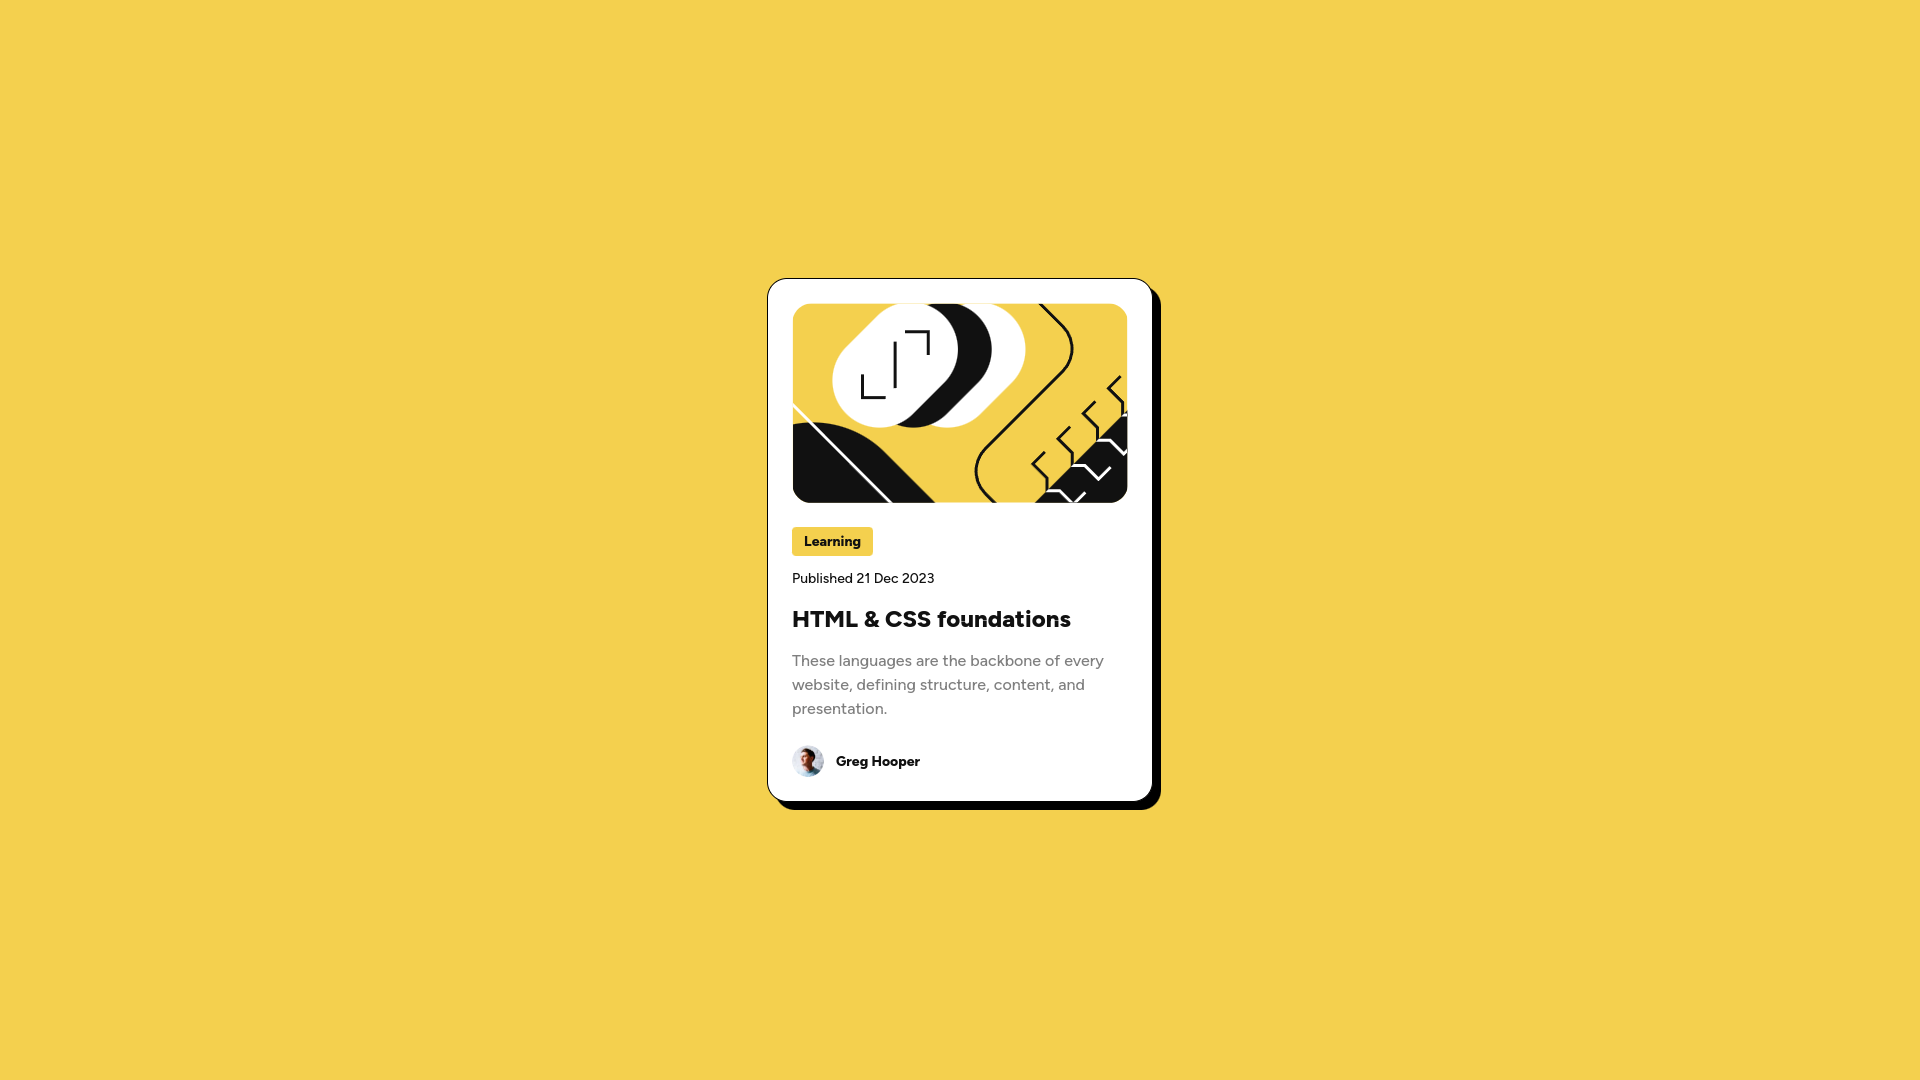 Learning
Published 21 Dec 2023
HTML & CSS foundations
These languages are the backbone of every
website, defining structure, content, and
presentation.
Greg Hooper